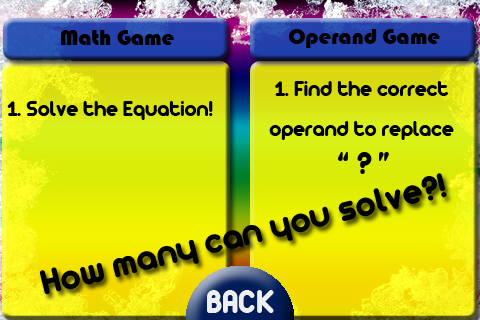 Math Game
1. Solve the Equation!
Operand Game
1. Find the correct
operand to replace
“ ? ”
How many can you solve?!
BACK